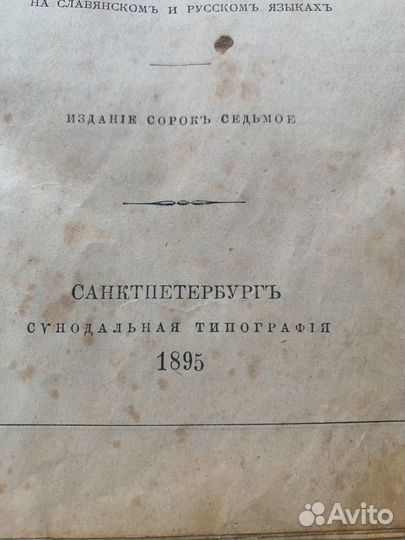 НА СЛАВЯНСКОМЪ И РУССКОМЪ ЯЗЫКАХЪ
ИЗДАНІЕ СОРОКЪ СЕДЬМОЕ
САНКТПЕТЕРБУРГЪ
СѴНОДАЛЬНАЯ ТИПОГРАФІЯ
1895
Avito